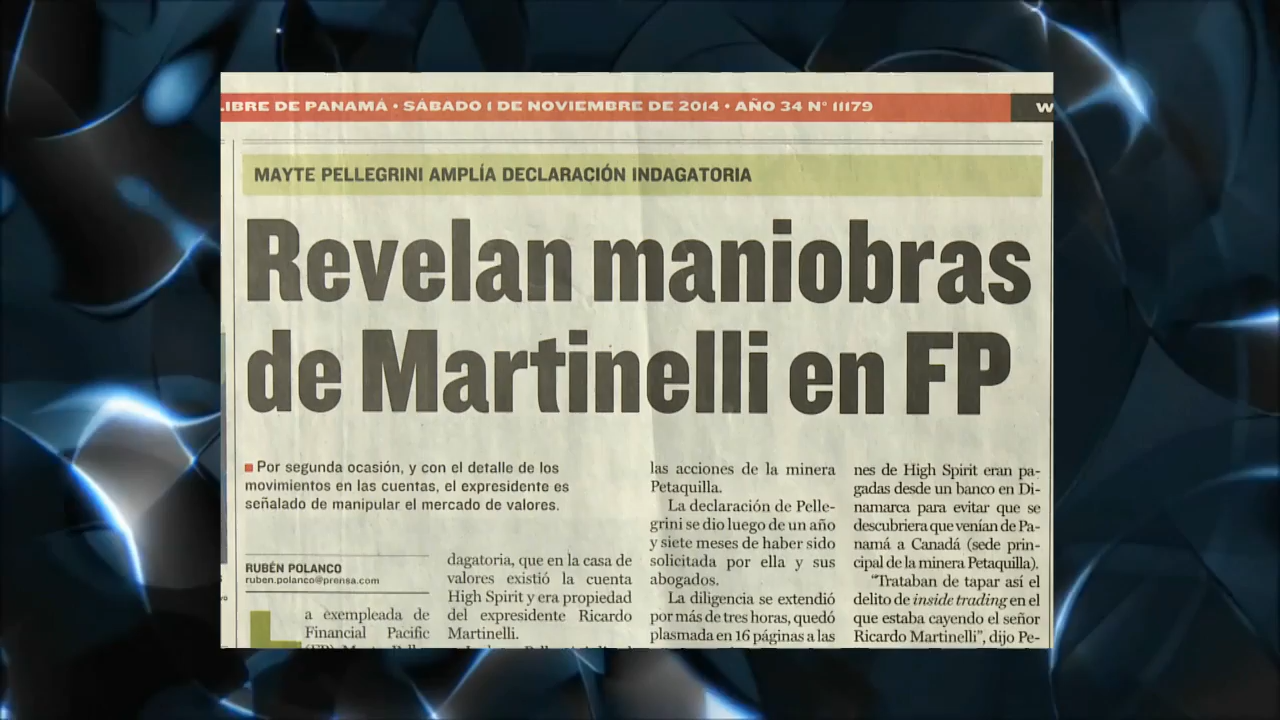 IBRE DE PANAMÁ • SÁBADO 1 DE NOVIEMBRE DE 2014 • AÑO 34 N° 11179
W
MAYTE PELLEGRINI AMPLÍA DECLARACIÓN INDAGATORIA
Revelan maniobras
de Martinelli en FP
Por segunda ocasión, y con el detalle de los
movimientos en las cuentas, el expresidente es
señalado de manipular el mercado de valores.
RUBÉN POLANCO
ruben.polanco@prensa.com
La exempleada de
Financial Pacific
dagatoria, que en la casa de
valores existió la cuenta
High Spirit y era propiedad
del expresidente Ricardo
Martinelli.
las acciones de la minera
Petaquilla.
La declaración de Pelle-
grini se dio luego de un año
y siete meses de haber sido
solicitada por ella y sus
abogados.
La diligencia se extendió
por más de tres horas, quedó
plasmada en 16 páginas a las
nes de High Spirit eran pa-
gadas desde un banco en Di-
namarca para evitar que se
descubriera que venían de Pa-
namá a Canadá (sede prin-
cipal de la minera Petaquilla).
"Trataban de tapar así el
delito de inside trading en el
que estaba cayendo el señor
Ricardo Martinelli", dijo Pe-